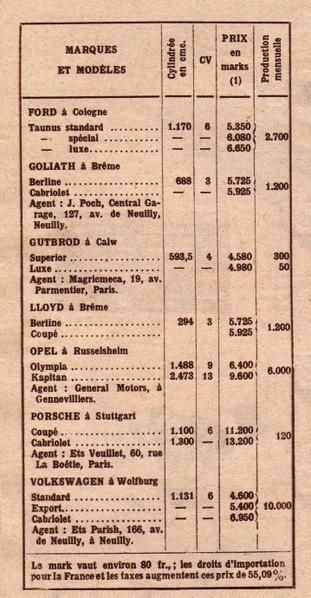 MARQUES ET MODÈLES | Cylindrée en cmc. | CV | PRIX en marks (1) | Production mensuelle
FORD à Cologne
Taunus standard .......... 1.170 6 5.350
— spécial .......... — — 6.080 2.700
— luxe .......... — — 6.650
GOLIATH à Brême
Berline .......... 688 3 5.725
Cabriolet .......... — — 5.925 1.200
Agent : J. Poch, Central Ga-
rage, 127, av. de Neuilly,
Neuilly.
GUTBROD à Calw
Superior .......... 593,5 4 4.580 300
Luxe .......... — — 4.980 50
Agent : Magricmeca, 19, av.
Parmentier, Paris.
LLOYD à Brême
Berline .......... 294 3 5.725
Coupé .......... 5.925 1.200
OPEL à Russelsheim
Olympia .......... 1.488 9 6.400
Kapitan .......... 2.473 13 9.600 6.000
Agent : General Motors, à
Gennevilliers.
PORSCHE à Stuttgart
Coupé .......... 1.100 6 11.200
Cabriolet .......... 1.300 — 13.200 120
Agent : Ets Veuillet, 60, rue
La Boétie, Paris.
VOLKSWAGEN à Wolfburg
Standard .......... 1.131 6 4.600
Export .......... — — 5.400 10.000
Cabriolet .......... — — 6.950
Agent : Ets Parish, 166, av.
de Neuilly, à Neuilly.
Le mark vaut environ 80 fr., ; les droits d'importation
pour la France et les taxes augmentent ces prix de 55,09 %.